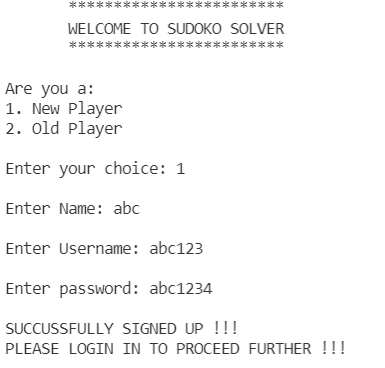 ************************
WELCOME TO SUDOKO SOLVER
************************
Are you a:
1. New Player
2. Old Player
Enter your choice: 1
Enter Name: abc
Enter Username: abc123
Enter password: abc1234
SUCCUSSFULLY SIGNED UP !!!
PLEASE LOGIN IN TO PROCEED FURTHER !!!